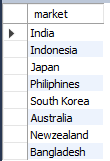 market
India
Indonesia
Japan
Philiphines
South Korea
Australia
Newzealand
Bangladesh